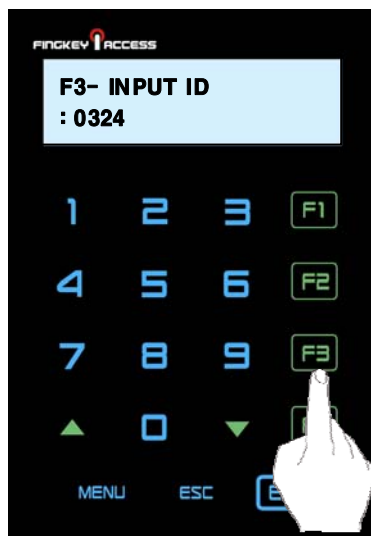 FINGKEY ACCESS
F3- INPUT ID
: 0324
1 2 3 F1
4 5 6 F2
7 8 9 F3
0
MENU ESC